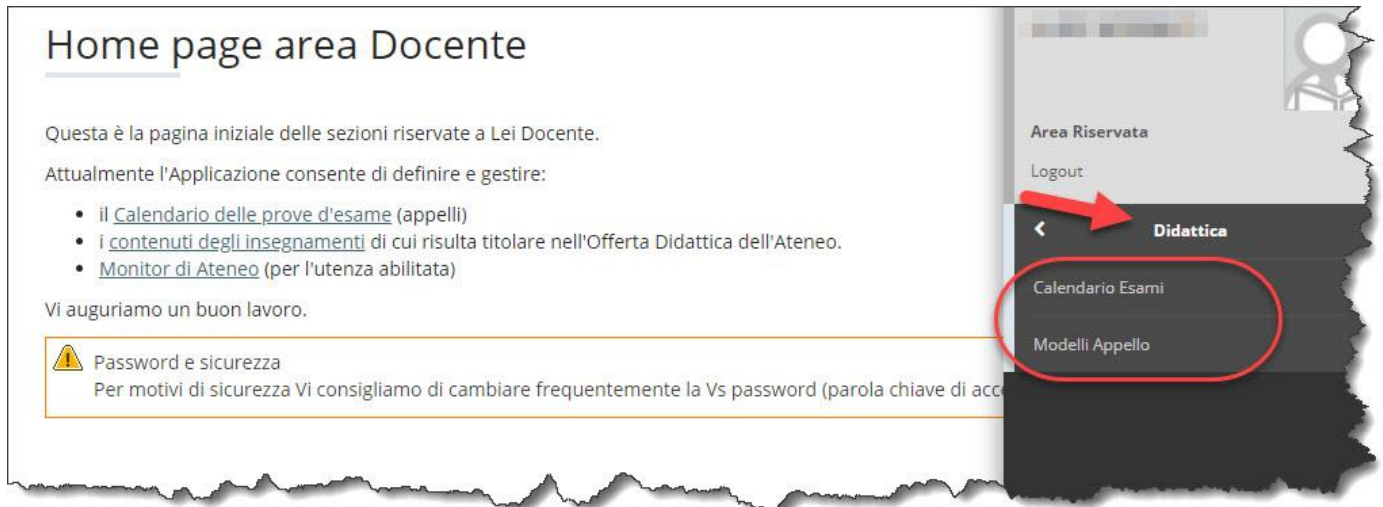 Home page area Docente
Questa è la pagina iniziale delle sezioni riservate a Lei Docente.
Attualmente l'Applicazione consente di definire e gestire:
il Calendario delle prove d'esame (appelli)
i contenuti degli insegnamenti di cui risulta titolare nell'Offerta Didattica dell'Ateneo.
Monitor di Ateneo (per l'utenza abilitata)
Vi auguriamo un buon lavoro.
Password e sicurezza
Per motivi di sicurezza Vi consigliamo di cambiare frequentemente la Vs password (parola chiave di acc
Area Riservata
Logout
Didattica
Calendario Esami
Modelli Appello